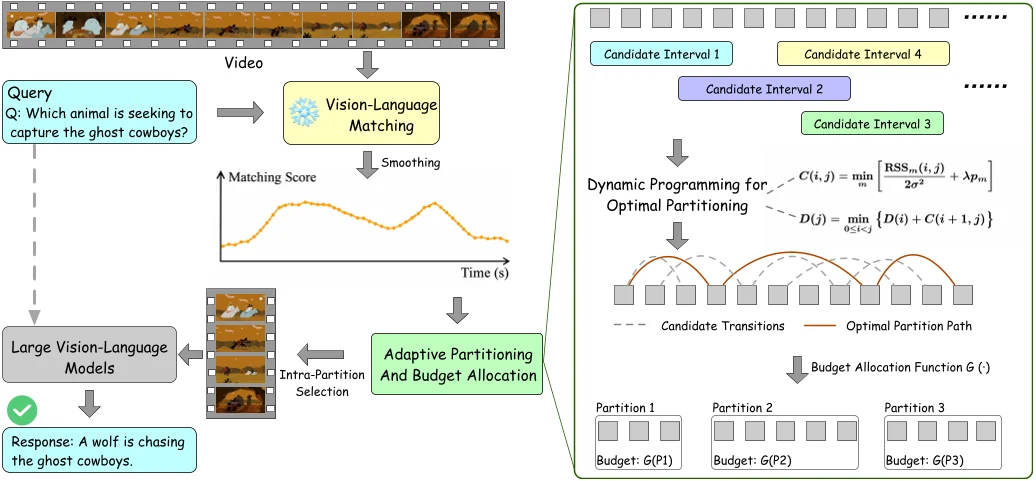 Video
Query
Q: Which animal is seeking to
capture the ghost cowboys?
Vision-Language
Matching
Smoothing
Matching Score
Time (s)
Large Vision-Language
Models
Intra-Partition
Selection
Adaptive Partitioning
And Budget Allocation
Response: A wolf is chasing
the ghost cowboys.
......
Candidate Interval 1
Candidate Interval 4
Candidate Interval 2
......
Candidate Interval 3
Dynamic Programming for
Optimal Partitioning
C(i, j) = min_m [ RSS_m(i, j) / 2σ² + λp_m ]
D(j) = min_{0≤i<j} { D(i) + C(i+1, j) }
Candidate Transitions
Optimal Partition Path
Budget Allocation Function G (·)
Partition 1
Partition 2
Partition 3
Budget: G(P1)
Budget: G(P2)
Budget: G(P3)